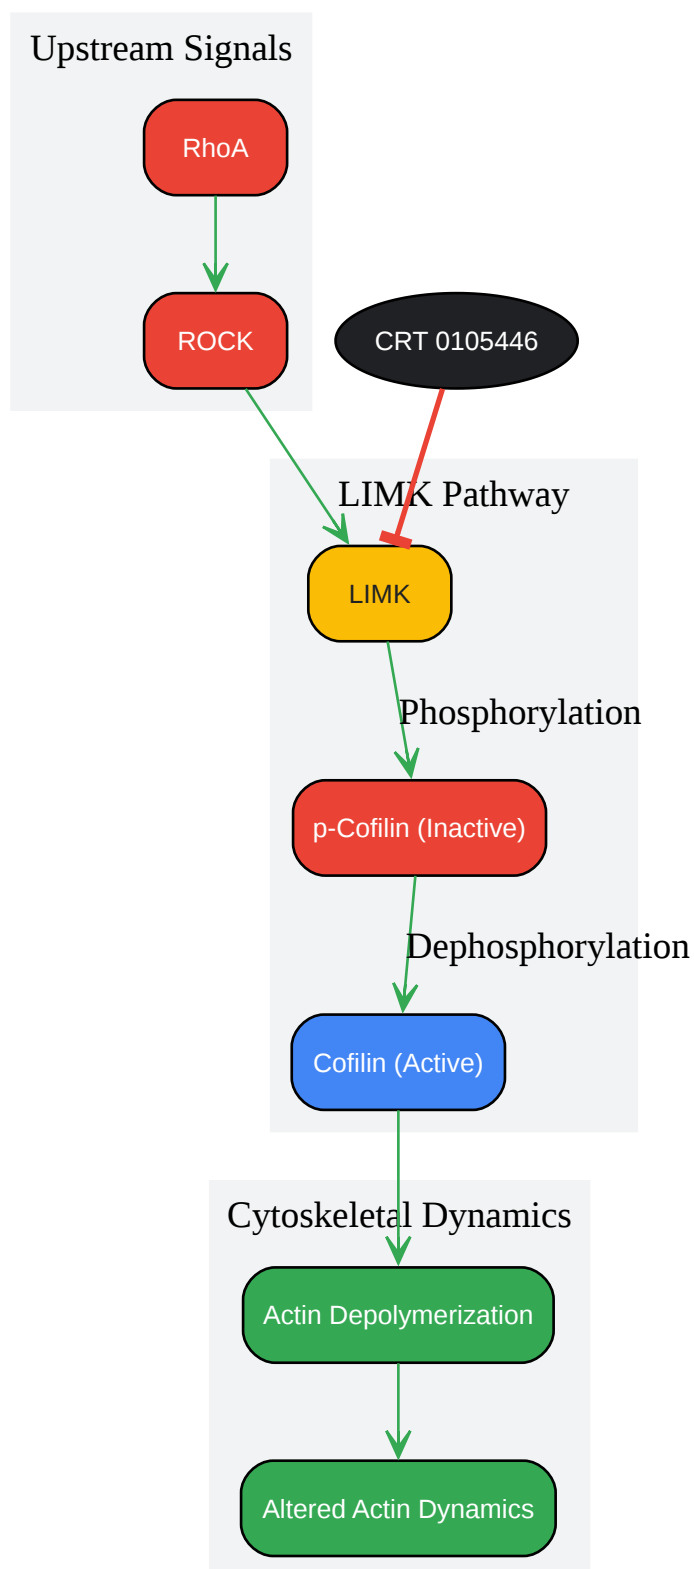 Upstream Signals
RhoA
ROCK
CRT 0105446
LIMK Pathway
LIMK
Phosphorylation
p-Cofilin (Inactive)
Dephosphorylation
Cofilin (Active)
Cytoskeletal Dynamics
Actin Depolymerization
Altered Actin Dynamics